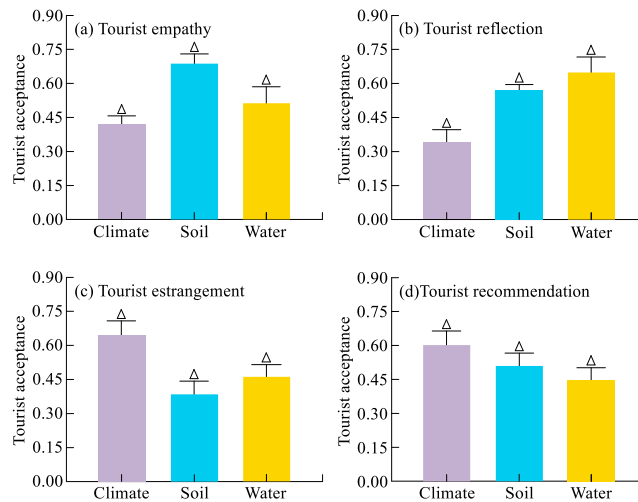 0.90
(a) Tourist empathy
Δ
0.75
Δ
0.60
Δ
0.45
0.30
0.15
0.00
Tourist acceptance
Climate Soil Water
0.90
(b) Tourist reflection
Δ
0.75
Δ
0.60
Δ
0.45
0.30
0.15
0.00
Tourist acceptance
Climate Soil Water
0.90
(c) Tourist estrangement
Δ
0.75
0.60
Δ
0.45
Δ
0.30
0.15
0.00
Tourist acceptance
Climate Soil Water
0.90
(d)Tourist recommendation
0.75
Δ
0.60
Δ
0.45
Δ
0.30
0.15
0.00
Tourist acceptance
Climate Soil Water